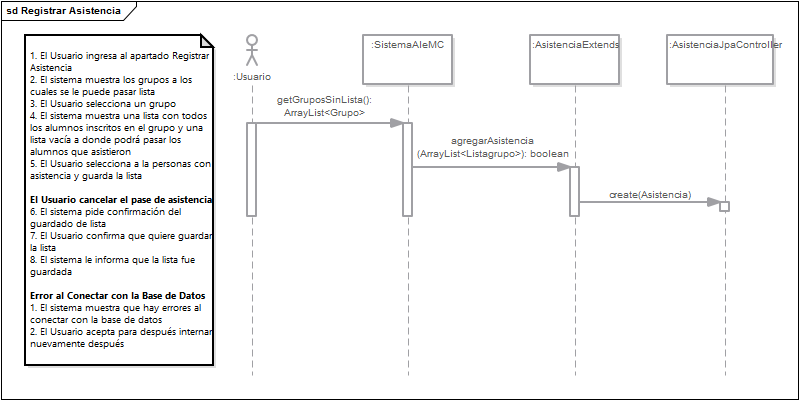 sd Registrar Asistencia
1. El Usuario ingresa al apartado Registrar
Asistencia
2. El sistema muestra los grupos a los
cuales se le puede pasar lista
3. El Usuario selecciona un grupo
4. El sistema muestra una lista con todos
los alumnos inscritos en el grupo y una
lista vacía a donde podrá pasar los
alumnos que asistieron
5. El Usuario selecciona a la personas con
asistencia y guarda la lista
El Usuario cancelar el pase de asistencia
6. El sistema pide confirmación del
guardado de lista
7. El Usuario confirma que quiere guardar
la lista
8. El sistema le informa que la lista fue
guardada
Error al Conectar con la Base de Datos
1. El sistema muestra que hay errores al
conectar con la base de datos
2. El Usuario acepta para después internar
nuevamente después
:Usuario
:SistemaAleMC
:AsistenciaExtends
:AsistenciaJpaController
getGruposSinLista():
ArrayList<Grupo>
agregarAsistencia
(ArrayList<Listagrupo>): boolean
create(Asistencia)